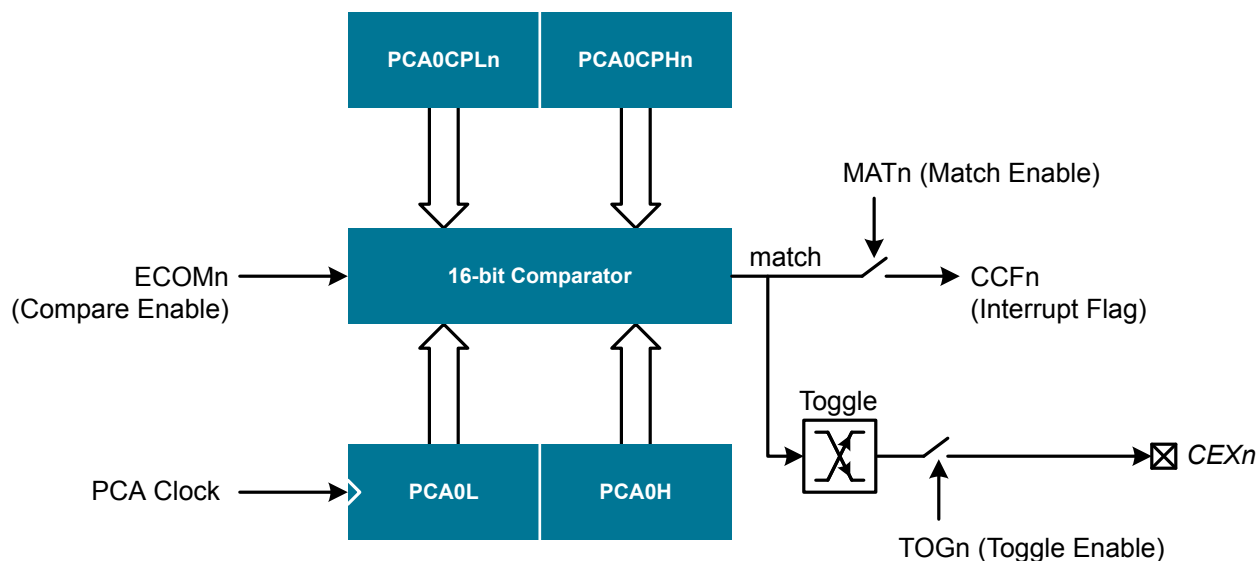 PCA0CPLn
PCA0CPHn
MATn (Match Enable)
ECOMn
(Compare Enable)
16-bit Comparator
match
CCFn
(Interrupt Flag)
Toggle
PCA Clock
PCA0L
PCA0H
CEXn
TOGn (Toggle Enable)